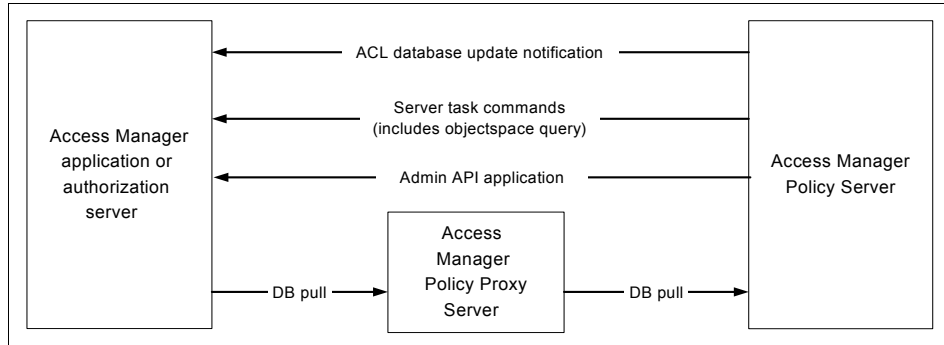 ACL database update notification
Server task commands
(includes objectspace query)
Access Manager
application or
authorization
server
Access Manager
Policy Server
Admin API application
Access
Manager
Policy Proxy
Server
DB pull
DB pull